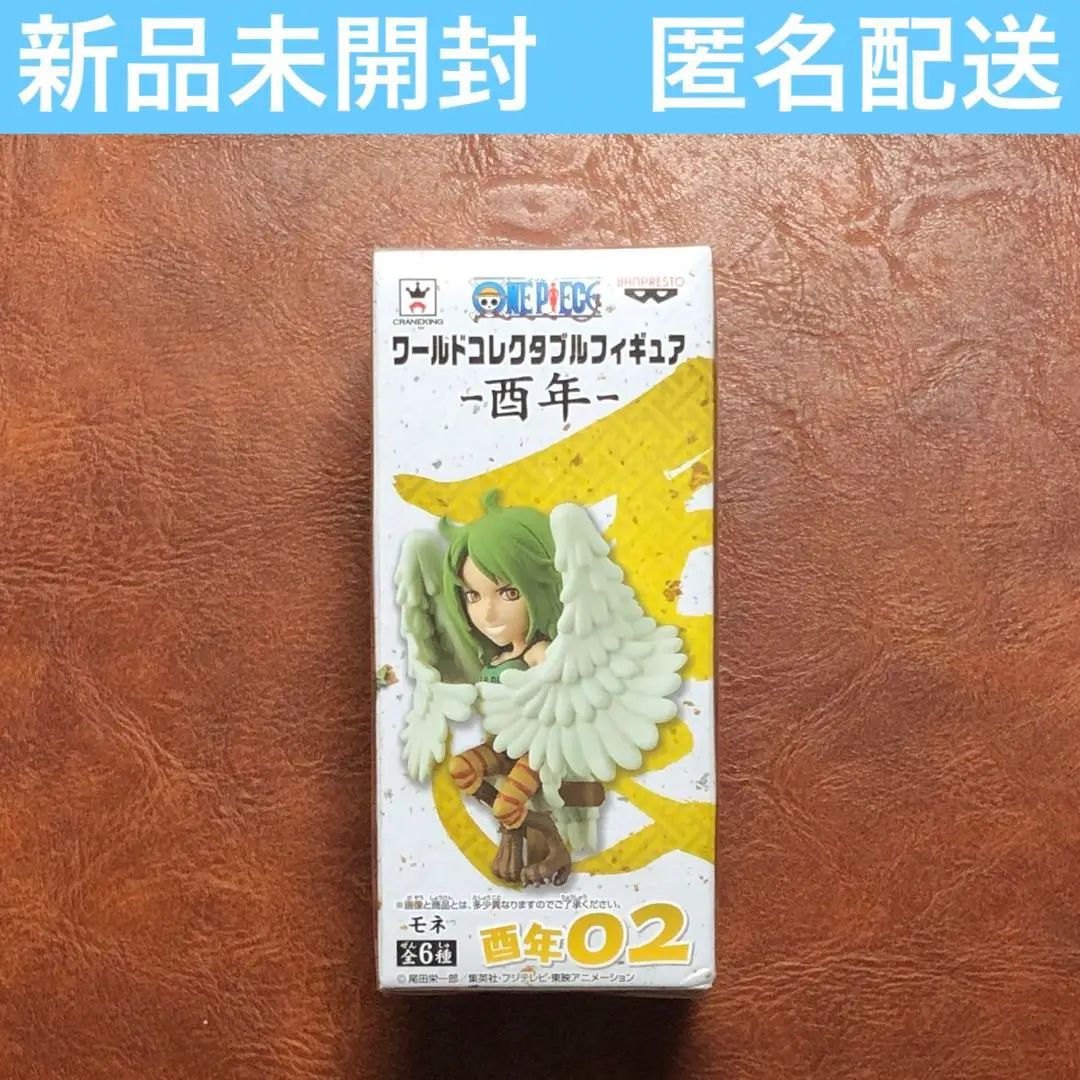 新品未開封　匿名配送
CRANEKING
ONE PIECE
BANPRESTO
ワールドコレクタブルフィギュア
-酉年-
※画像と商品とは、多少異なりますのでご了承ください。
モネ
全6種
酉年02
© 尾田栄一郎／集英社・フジテレビ・東映アニメーション